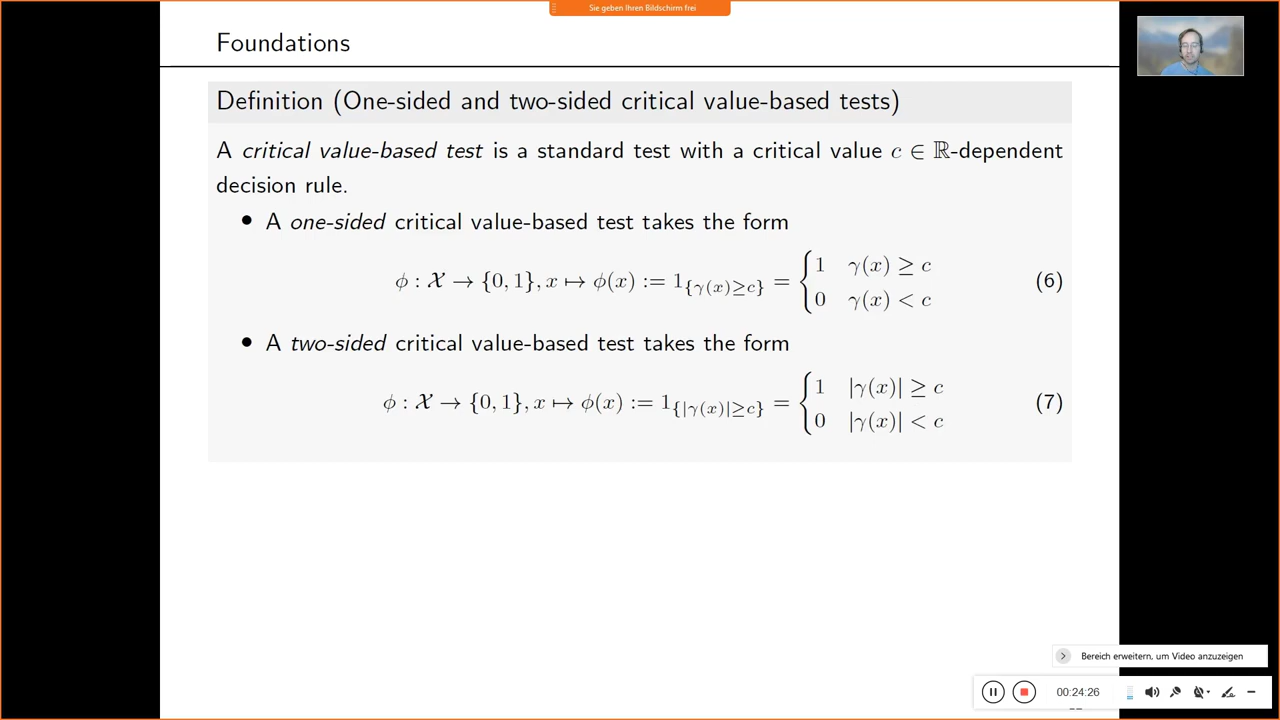 Sie geben Ihren Bildschirm frei
Foundations
Definition (One-sided and two-sided critical value-based tests)
A critical value-based test is a standard test with a critical value c ∈ ℝ-dependent
decision rule.
• A one-sided critical value-based test takes the form
ϕ : 𝒳 → {0, 1}, x ↦ ϕ(x) := 1_{γ(x)≥c} = { 1 γ(x) ≥ c
0 γ(x) < c (6)
• A two-sided critical value-based test takes the form
ϕ : 𝒳 → {0, 1}, x ↦ ϕ(x) := 1_{|γ(x)|≥c} = { 1 |γ(x)| ≥ c
0 |γ(x)| < c (7)
Bereich erweitern, um Video anzuzeigen
00:24:26